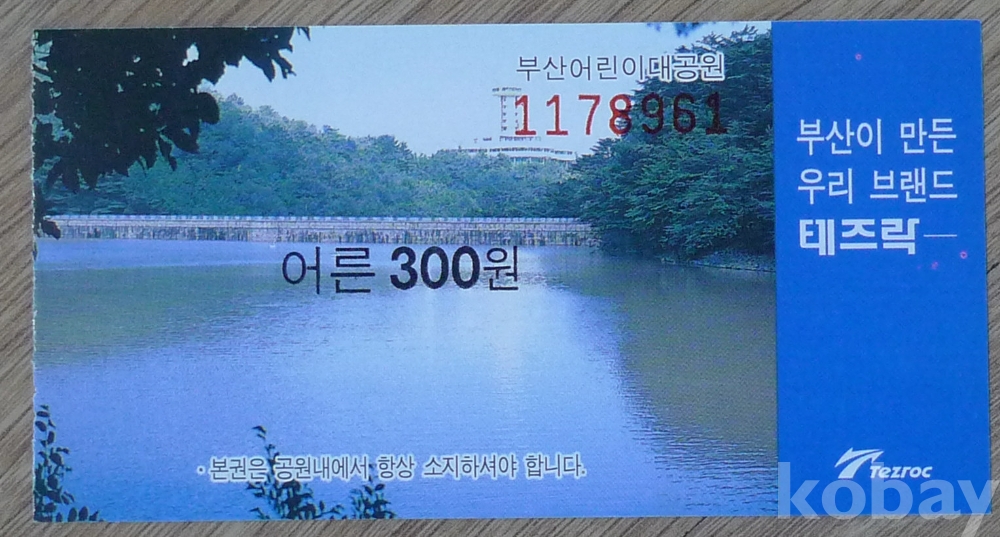 부산어린이대공원
1178961
어른 300원
· 본권은 공원내에서 항상 소지하셔야 합니다.
부산이 만든
우리 브랜드
테즈락
Tezroc
kobay